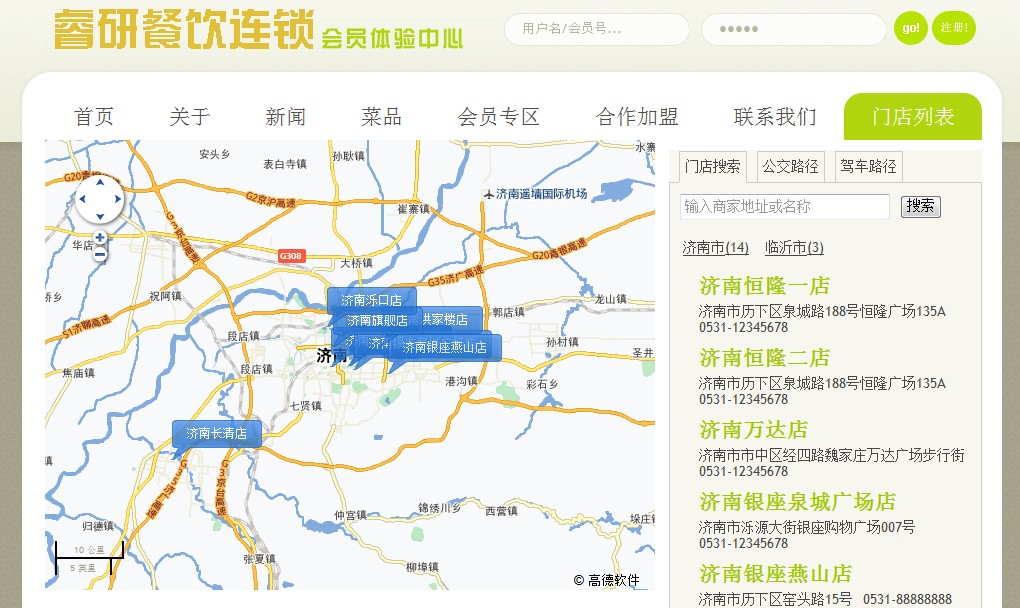 睿研餐饮连锁 会员体验中心
用户名/会员号... ●●●●● go! 注册!
首页 关于 新闻 菜品 会员专区 合作加盟 联系我们 门店列表
安头乡
表白寺镇
孙耿镇
G2京沪高速
崔寨镇
济南遥墙国际机场
华店
G308
大桥镇
G20青银高速
G35济广高速
祝阿镇
龙山镇
济南泺口店
济南旗舰店
洪家楼店
郭店镇
S1济聊高速
段店镇
济南
济南银座燕山店
孙村镇
焦庙镇
段店镇
港沟镇
彩石乡
七贤镇
济南长清店
锦绣川乡
西营镇
仲宫镇
归德镇
张夏镇
柳埠镇
10 公里
5 英里
© 高德软件
门店搜索 公交路径 驾车路径
输入商家地址或名称 搜索
济南市(14) 临沂市(3)
济南恒隆一店
济南市历下区泉城路188号恒隆广场135A
0531-12345678
济南恒隆二店
济南市历下区泉城路188号恒隆广场135A
0531-12345678
济南万达店
济南市市中区经四路魏家庄万达广场步行街
0531-12345678
济南银座泉城广场店
济南市泺源大街银座购物广场007号
0531-12345678
济南银座燕山店
济南市历下区窑头路15号 0531-88888888